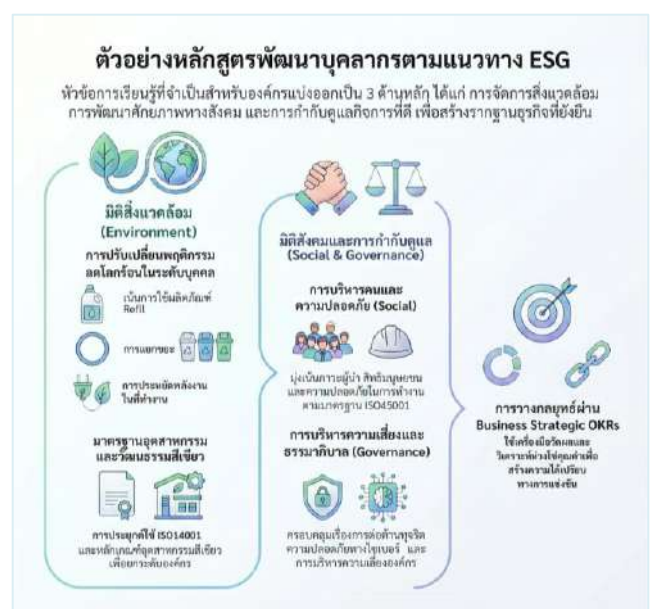 ตัวอย่างหลักสูตรพัฒนาบุคลากรตามแนวทาง ESG
หัวข้อการเรียนรู้ที่จำเป็นสำหรับองค์กรแบ่งออกเป็น 3 ด้านหลัก ได้แก่ การจัดการสิ่งแวดล้อม
การพัฒนาศักยภาพทางสังคม และการกำกับดูแลกิจการที่ดี เพื่อสร้างรากฐานธุรกิจที่ยั่งยืน
มิติสิ่งแวดล้อม
(Environment)
การปรับเปลี่ยนพฤติกรรม
ลดโลกร้อนในระดับบุคคล
เน้นการใช้ผลิตภัณฑ์
Refil
การแยกขยะ
การประหยัดพลังงาน
ในที่ทำงาน
มาตรฐานอุตสาหกรรม
และวัฒนธรรมสีเขียว
การประยุกต์ใช้ ISO14001
และหลักเกณฑ์อุตสาหกรรมสีเขียว
เพื่อยกระดับองค์กร
มิติสังคมและการกำกับดูแล
(Social & Governance)
การบริหารคนและ
ความปลอดภัย (Social)
มุ่งเน้นภาวะผู้นำ สิทธิมนุษยชน
และความปลอดภัยในการทำงาน
ตามมาตรฐาน ISO45001
การบริหารความเสี่ยงและ
ธรรมาภิบาล (Governance)
ครอบคลุมเรื่องการต่อต้านทุจริต
ความปลอดภัยทางไซเบอร์ และ
การบริหารความเสี่ยงองค์กร
การวางกลยุทธ์ผ่าน
Business Strategic OKRs
ใช้เครื่องมือวัดผลและ
วิเคราะห์ห่วงโซ่คุณค่าเพื่อ
สร้างความได้เปรียบ
ทางการแข่งขัน